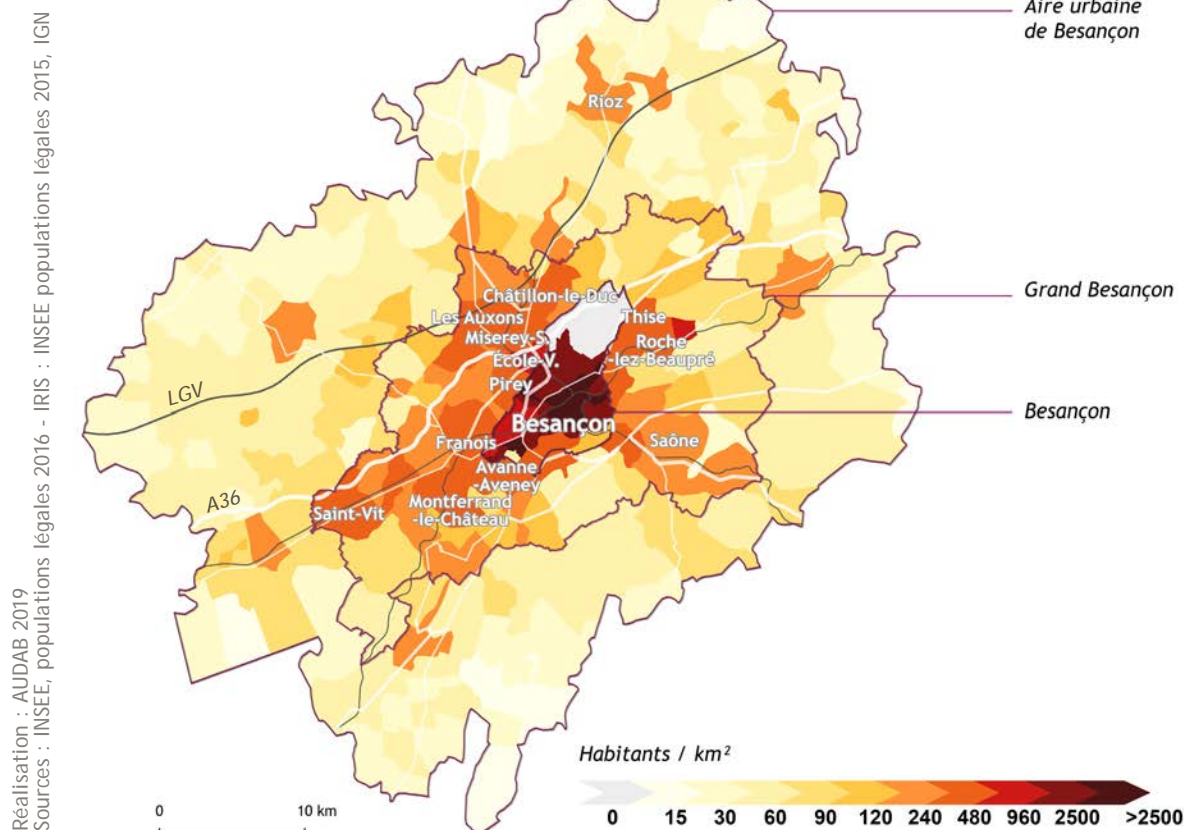 Aire urbaine
de Besançon
Rioz
Grand Besançon
Châtillon-le-Duc
Les Auxons
Thise
Miserey-S.
Roche
-lez-Beaupré
École-V.
Pirey
LGV
Besançon
Besançon
Franois
Saône
Avanne
-Aveney
A36
Montferrand
-le-Château
Saint-Vit
Habitants / km²
0 15 30 60 90 120 240 480 960 2500 >2500
0 10 km
Réalisation : AUDAB 2019
Sources : INSEE, populations légales 2016 - IRIS : INSEE populations légales 2015, IGN